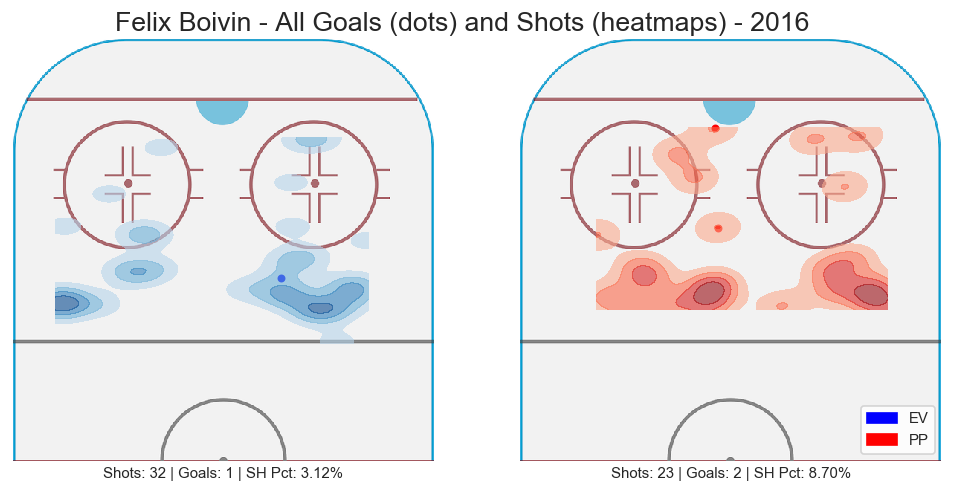 Felix Boivin - All Goals (dots) and Shots (heatmaps) - 2016
EV
PP
Shots: 32 | Goals: 1 | SH Pct: 3.12%
Shots: 23 | Goals: 2 | SH Pct: 8.70%